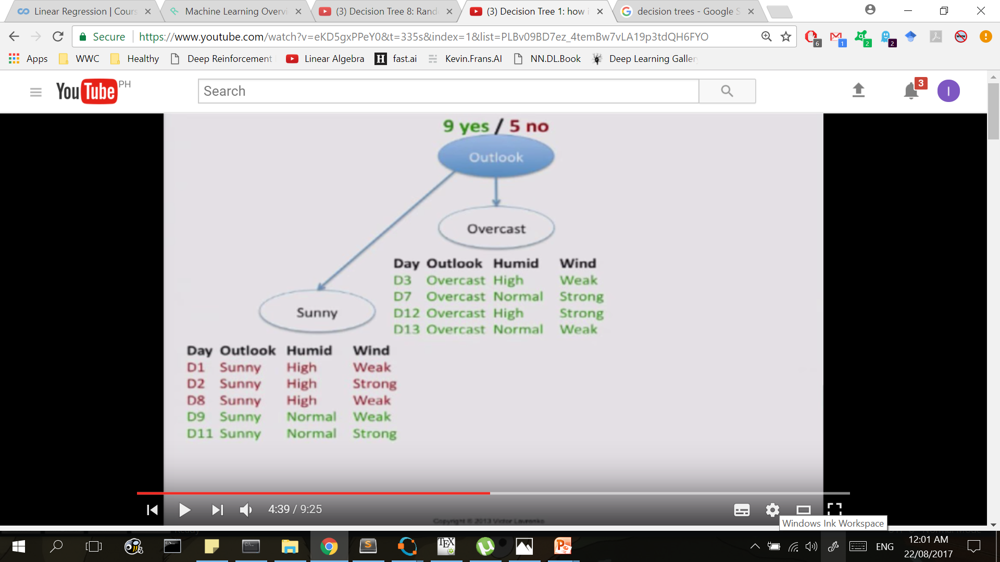 Linear Regression | Cours
Machine Learning Overvi
(3) Decision Tree 8: Rand
(3) Decision Tree 1: how i
decision trees - Google S
Secure
https://www.youtube.com/watch?v=eKD5gxPPeY0&t=335s&index=1&list=PLBv09BD7ez_4temBw7vLA19p3tdQH6FYO
6
1
2
2
Apps
WWC
Healthy
Deep Reinforcement
Linear Algebra
H
fast.ai
Kevin.Frans.AI
NN.DL.Book
Deep Learning Galler
YouTube PH
Search
3
I
9 yes / 5 no
Outlook
Overcast
Day Outlook Humid Wind
D3 Overcast High Weak
D7 Overcast Normal Strong
D12 Overcast High Strong
D13 Overcast Normal Weak
Sunny
Day Outlook Humid Wind
D1 Sunny High Weak
D2 Sunny High Strong
D8 Sunny High Weak
D9 Sunny Normal Weak
D11 Sunny Normal Strong
4:39 / 9:25
Copyright © 2013 Victor Lavrenko
Windows Ink Workspace
Ready
ENG
12:01 AM
22/08/2017